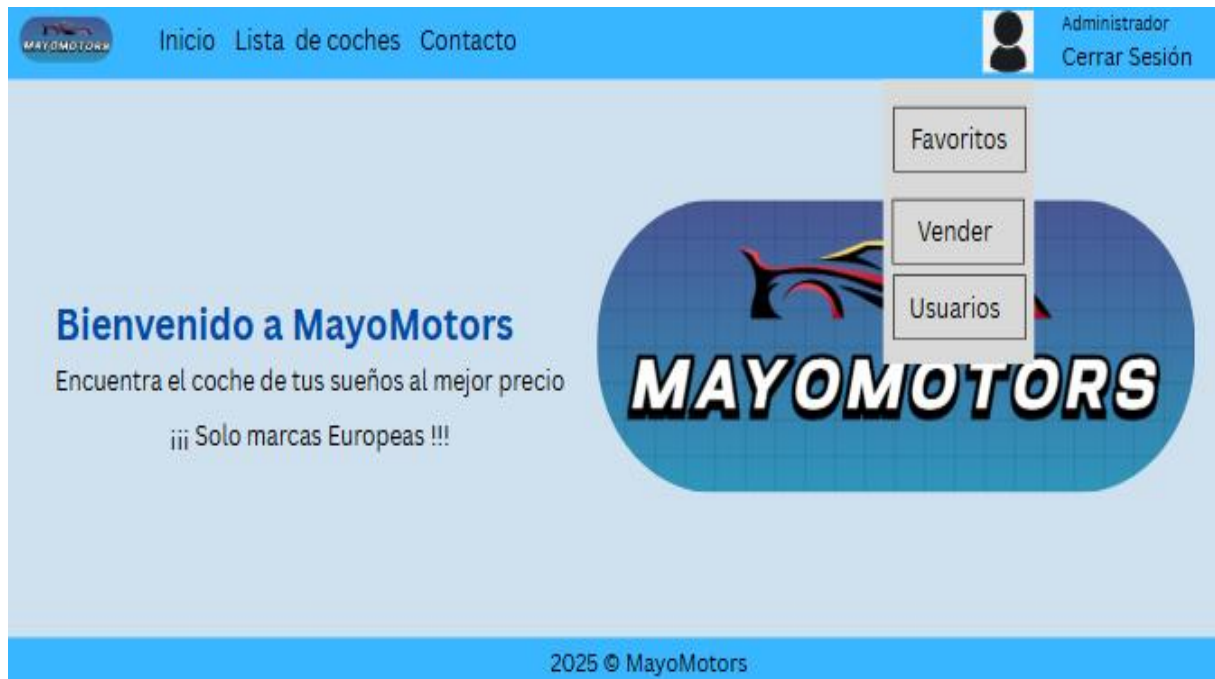 MAYOMOTORS
Inicio Lista de coches Contacto
Administrador
Cerrar Sesión
Favoritos
Vender
Usuarios
Bienvenido a MayoMotors
Encuentra el coche de tus sueños al mejor precio
¡¡¡ Solo marcas Europeas !!!
MAYOMOTORS
2025 © MayoMotors